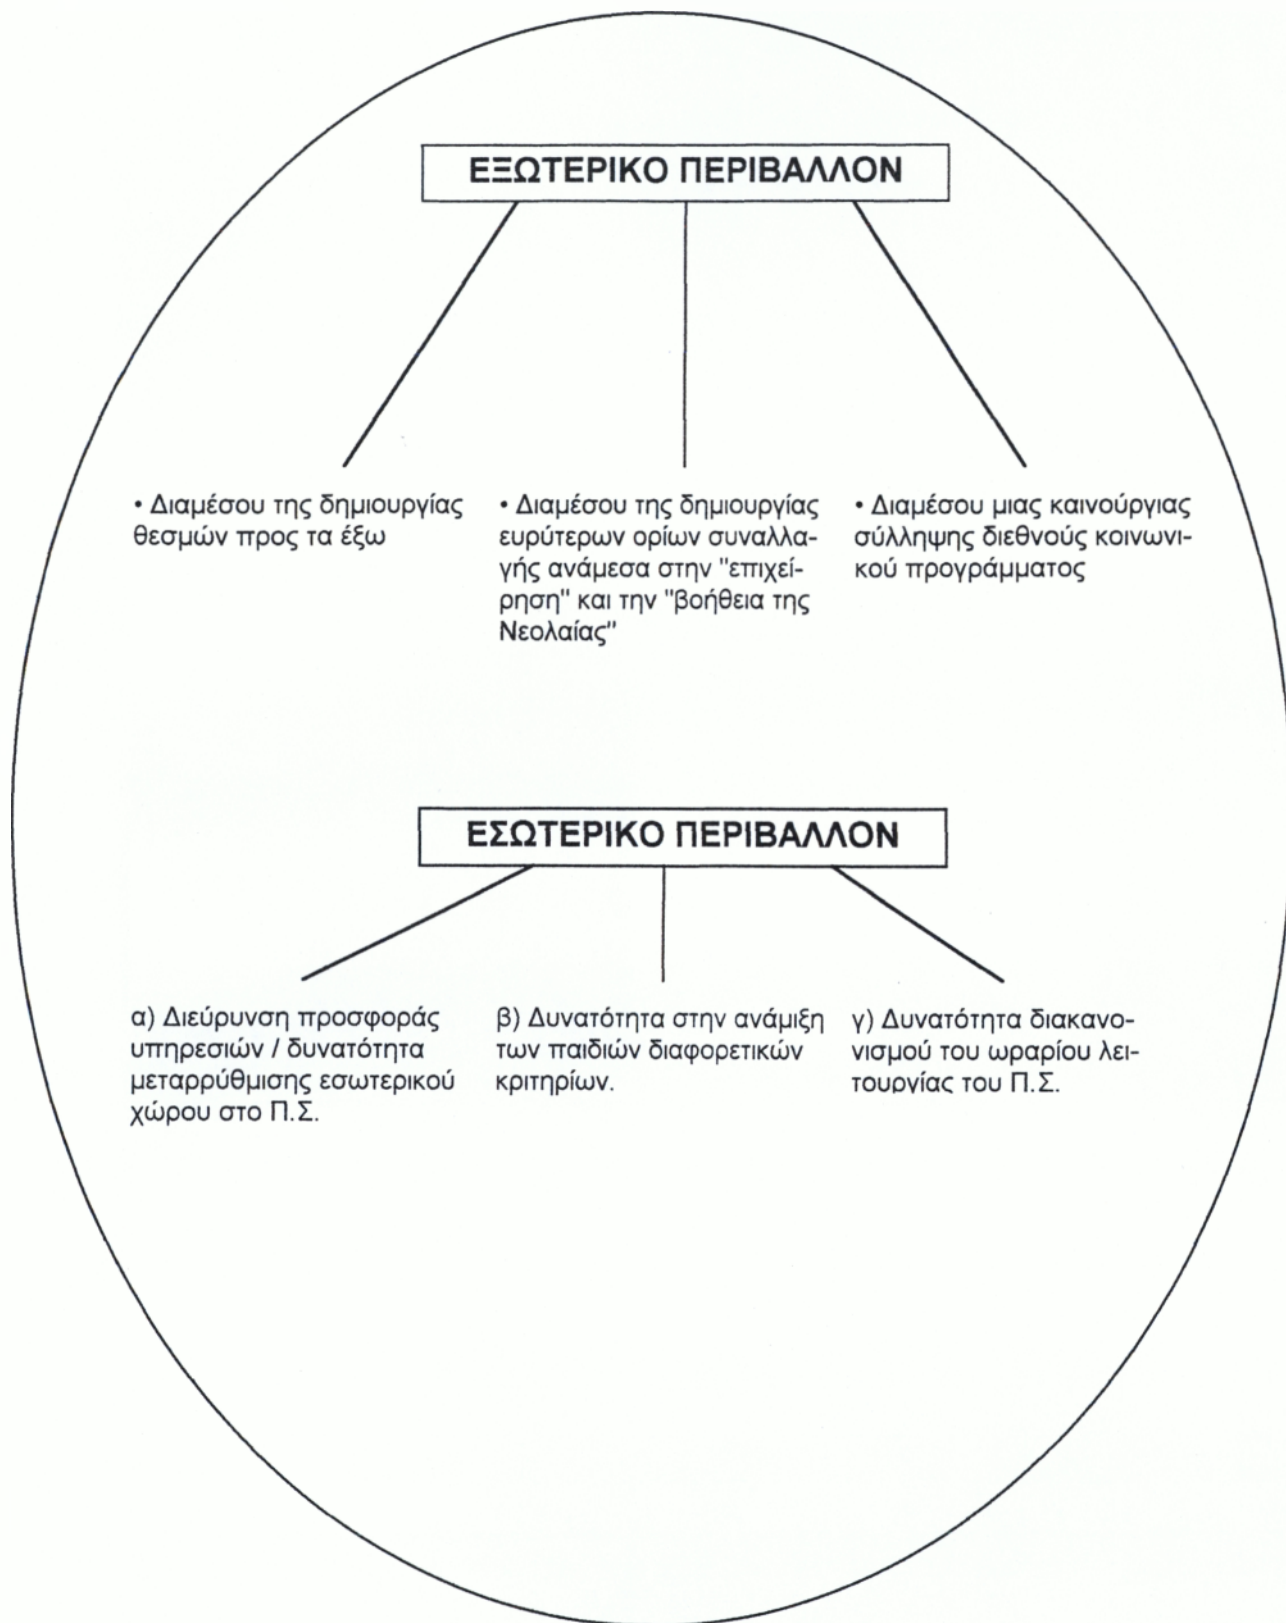 ΕΞΩΤΕΡΙΚΟ ΠΕΡΙΒΑΛΛΟΝ
• Διαμέσου της δημιουργίας
θεσμών προς τα έξω
• Διαμέσου της δημιουργίας
ευρύτερων ορίων συναλλα-
γής ανάμεσα στην "επιχεί-
ρηση" και την "βοήθεια της
Νεολαίας"
• Διαμέσου μιας καινούργιας
σύλληψης διεθνούς κοινωνι-
κού προγράμματος
ΕΣΩΤΕΡΙΚΟ ΠΕΡΙΒΑΛΛΟΝ
α) Διεύρυνση προσφοράς
υπηρεσιών / δυνατότητα
μεταρρύθμισης εσωτερικού
χώρου στο Π.Σ.
β) Δυνατότητα στην ανάμιξη
των παιδιών διαφορετικών
κριτηρίων.
γ) Δυνατότητα διακανο-
νισμού του ωραρίου λει-
τουργίας του Π.Σ.